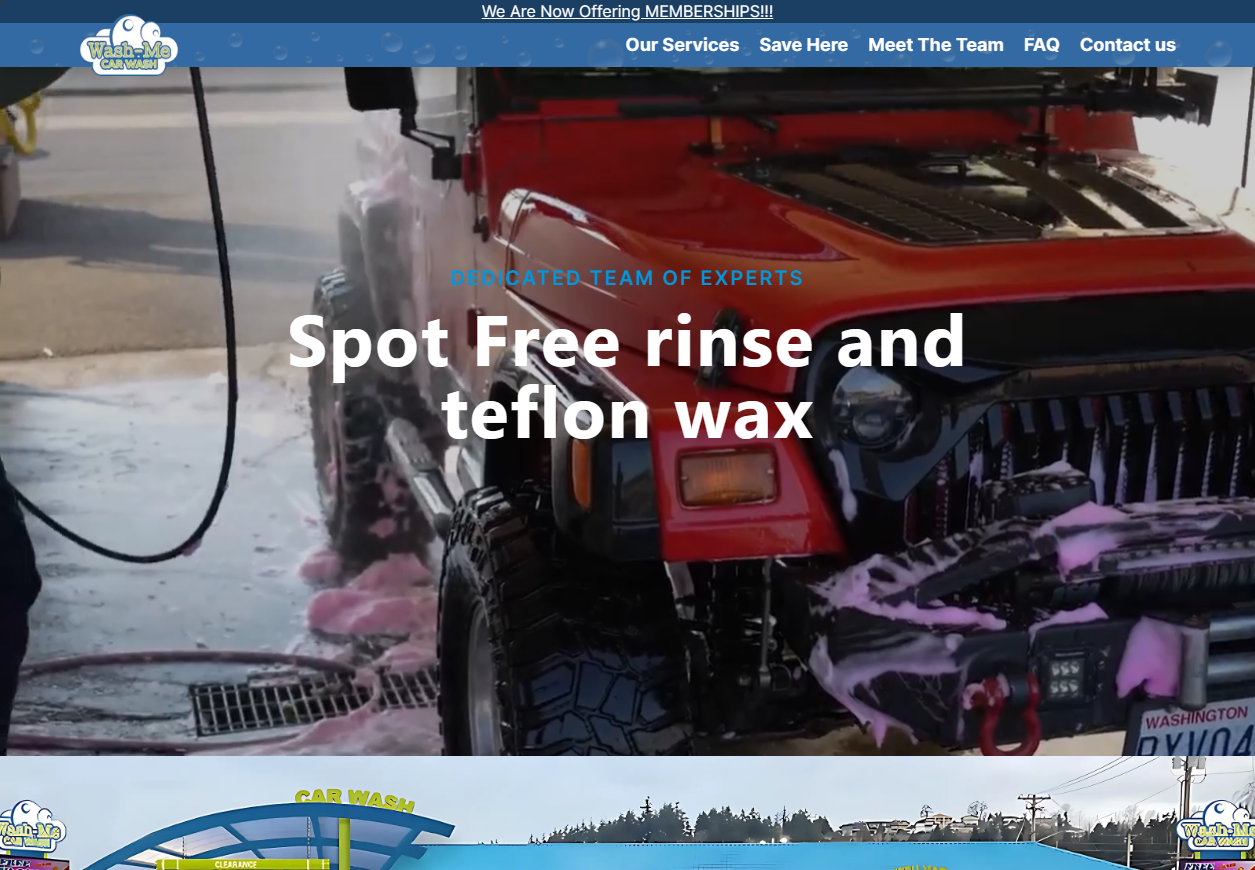 We Are Now Offering MEMBERSHIPS!!!
Wash-Me
CAR WASH
Our Services Save Here Meet The Team FAQ Contact us
DEDICATED TEAM OF EXPERTS
Spot Free rinse and
teflon wax
WASHINGTON
CAR WASH
Wash-Me
CAR WASH
Wash-Me
CAR WASH
CLEARANCE
FREE
FREE